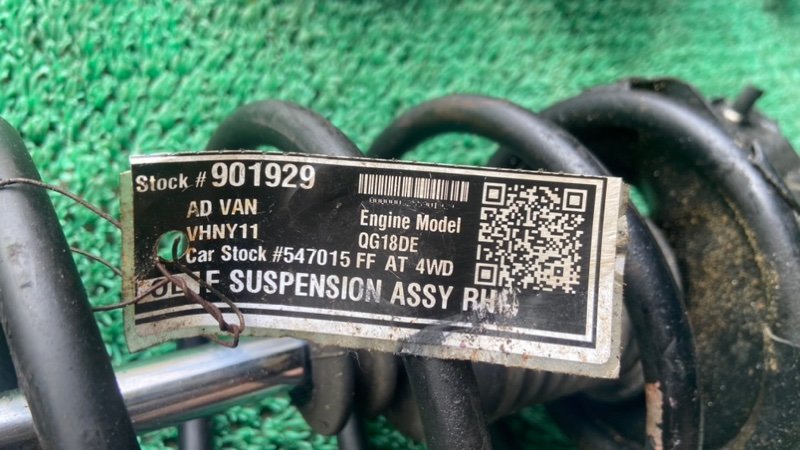 Stock # 901929
AD VAN
VHNY11
Engine Model
QG18DE
Car Stock #547015 FF AT 4WD
SUSPENSION ASSY